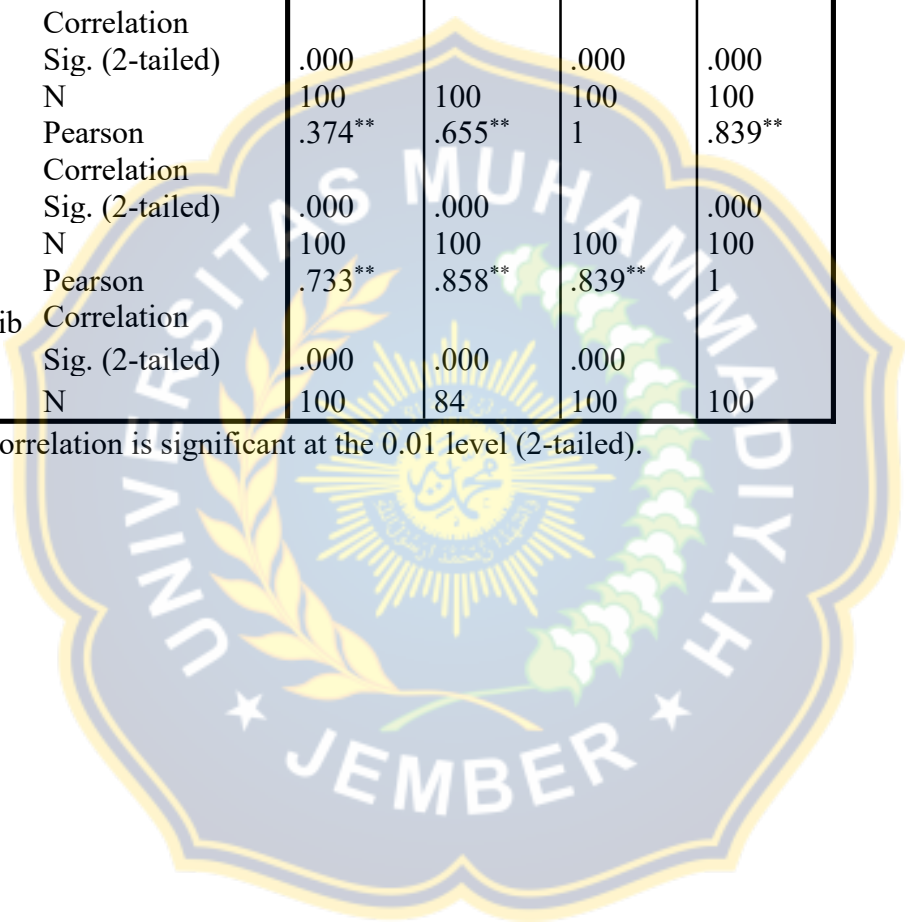 Correlation
Sig. (2-tailed) .000 .000 .000
N 100 100 100 100
Pearson .374** .655** 1 .839**
Correlation
Sig. (2-tailed) .000 .000 .000
N 100 100 100 100
Pearson .733** .858** .839** 1
ib Correlation
Sig. (2-tailed) .000 .000 .000
N 100 84 100 100
orrelation is significant at the 0.01 level (2-tailed).
UNIVERSITAS MUHAMMADIYAH
JEMBER